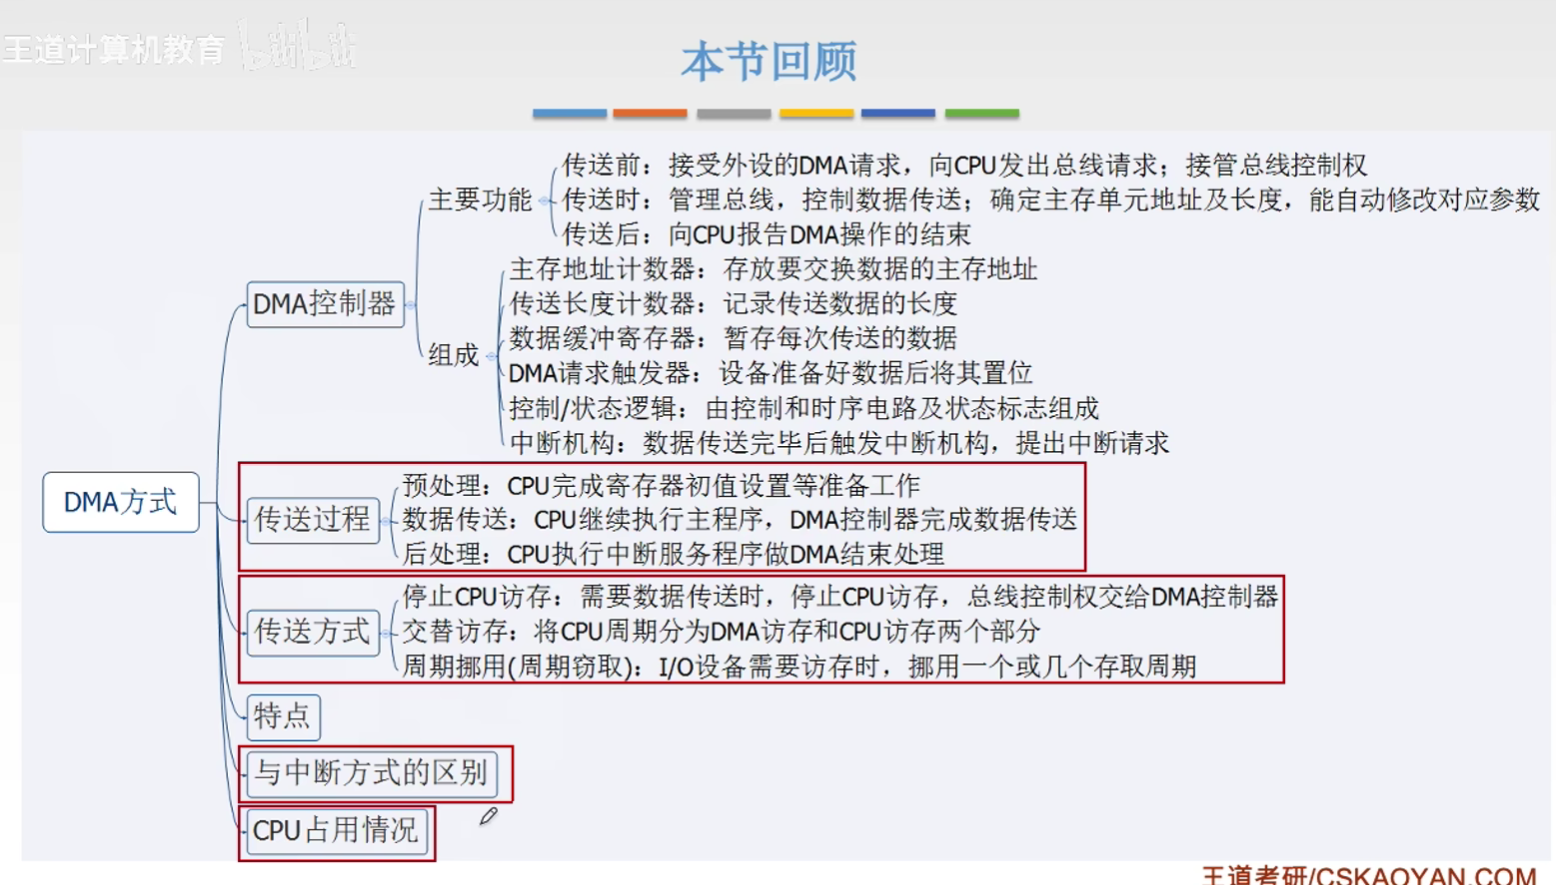 王道计算机教育 bilibili
本节回顾
传送前：接受外设的DMA请求，向CPU发出总线请求；接管总线控制权
主要功能
传送时：管理总线，控制数据传送；确定主存单元地址及长度，能自动修改对应参数
传送后：向CPU报告DMA操作的结束
DMA控制器
主存地址计数器：存放要交换数据的主存地址
传送长度计数器：记录传送数据的长度
数据缓冲寄存器：暂存每次传送的数据
组成
DMA请求触发器：设备准备好数据后将其置位
控制/状态逻辑：由控制和时序电路及状态标志组成
中断机构：数据传送完毕后触发中断机构，提出中断请求
DMA方式
预处理：CPU完成寄存器初值设置等准备工作
传送过程
数据传送：CPU继续执行主程序，DMA控制器完成数据传送
后处理：CPU执行中断服务程序做DMA结束处理
停止CPU访存：需要数据传送时，停止CPU访存，总线控制权交给DMA控制器
传送方式
交替访存：将CPU周期分为DMA访存和CPU访存两个部分
周期挪用(周期窃取)：I/O设备需要访存时，挪用一个或几个存取周期
特点
与中断方式的区别
CPU占用情况
王道考研/CSKAOYAN.COM